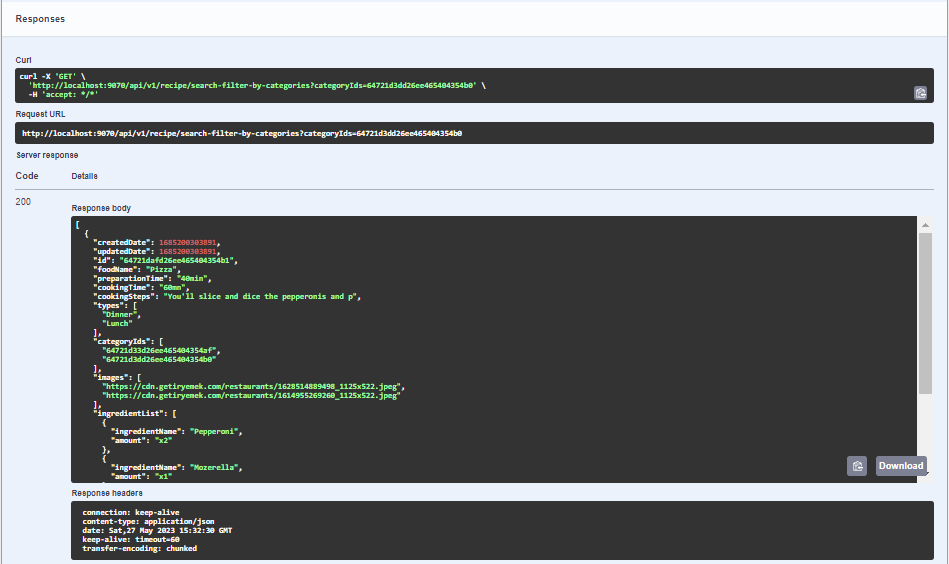 Responses
Curl
curl -X 'GET' \
  'http://localhost:9070/api/v1/recipe/search-filter-by-categories?categoryIds=64721d3dd26ee465404354b0' \
  -H 'accept: */*'
Request URL
http://localhost:9070/api/v1/recipe/search-filter-by-categories?categoryIds=64721d3dd26ee465404354b0
Server response
Code Details
200
Response body
[
  {
    "createdDate": 1685200303891,
    "updatedDate": 1685200303891,
    "id": "64721dafd26ee465404354b1",
    "foodName": "Pizza",
    "preparationTime": "40min",
    "cookingTime": "60mn",
    "cookingSteps": "You'll slice and dice the pepperonis and p",
    "types": [
      "Dinner",
      "Lunch"
    ],
    "categoryIds": [
      "64721d33d26ee465404354af",
      "64721d3dd26ee465404354b0"
    ],
    "images": [
      "https://cdn.getiryemek.com/restaurants/1628514889498_1125x522.jpeg",
      "https://cdn.getiryemek.com/restaurants/1614955269260_1125x522.jpeg"
    ],
    "ingredientList": [
      {
        "ingredientName": "Pepperoni",
        "amount": "x2"
      },
      {
        "ingredientName": "Mozerella",
        "amount": "x1"
Download
Response headers
connection: keep-alive
content-type: application/json
date: Sat,27 May 2023 15:32:30 GMT
keep-alive: timeout=60
transfer-encoding: chunked